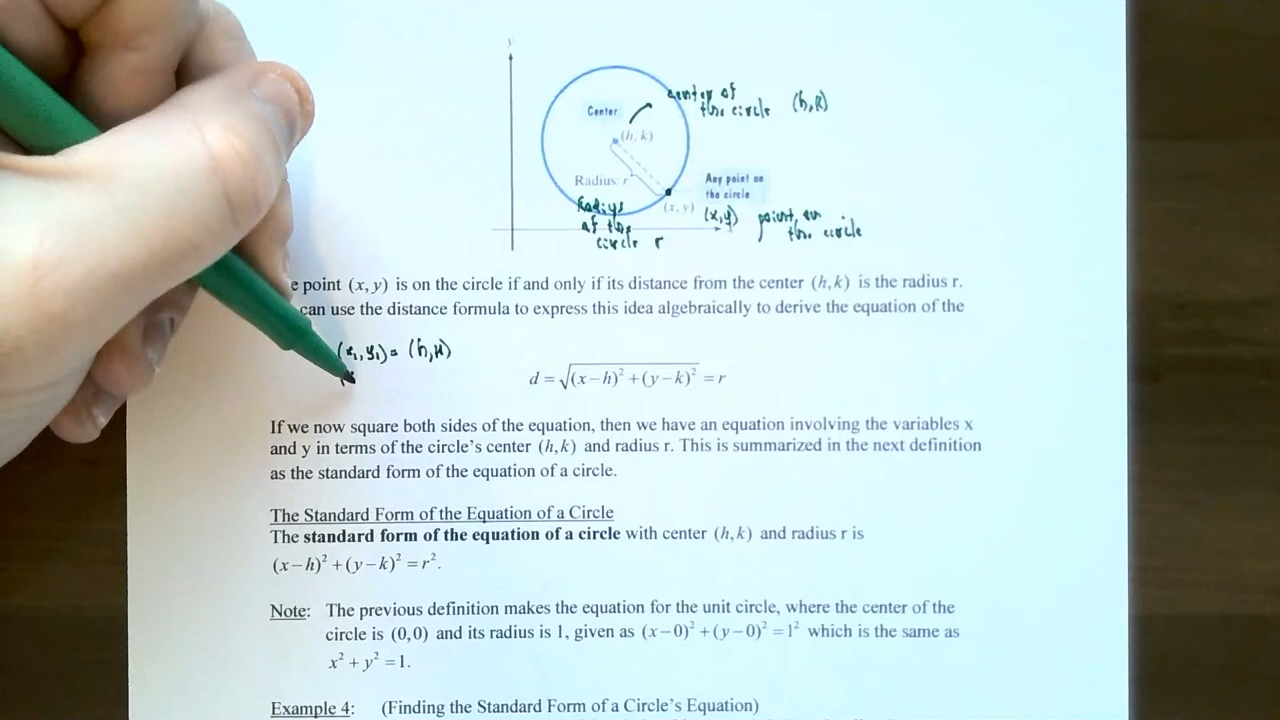 y
center of
the circle (h,k)
Center
(h, k)
Radius: r
Any point on
the circle
(x, y)
Radius
of the
circle r
(x,y) point on
the circle
e point (x, y) is on the circle if and only if its distance from the center (h, k) is the radius r.
can use the distance formula to express this idea algebraically to derive the equation of the
(x₁,y₁)= (h,k)
d = √(x−h)² + (y−k)² = r
If we now square both sides of the equation, then we have an equation involving the variables x
and y in terms of the circle's center (h, k) and radius r. This is summarized in the next definition
as the standard form of the equation of a circle.
The Standard Form of the Equation of a Circle
The standard form of the equation of a circle with center (h, k) and radius r is
(x−h)² + (y−k)² = r².
Note: The previous definition makes the equation for the unit circle, where the center of the
circle is (0,0) and its radius is 1, given as (x−0)² + (y−0)² = 1² which is the same as
x² + y² = 1.
Example 4: (Finding the Standard Form of a Circle's Equation)